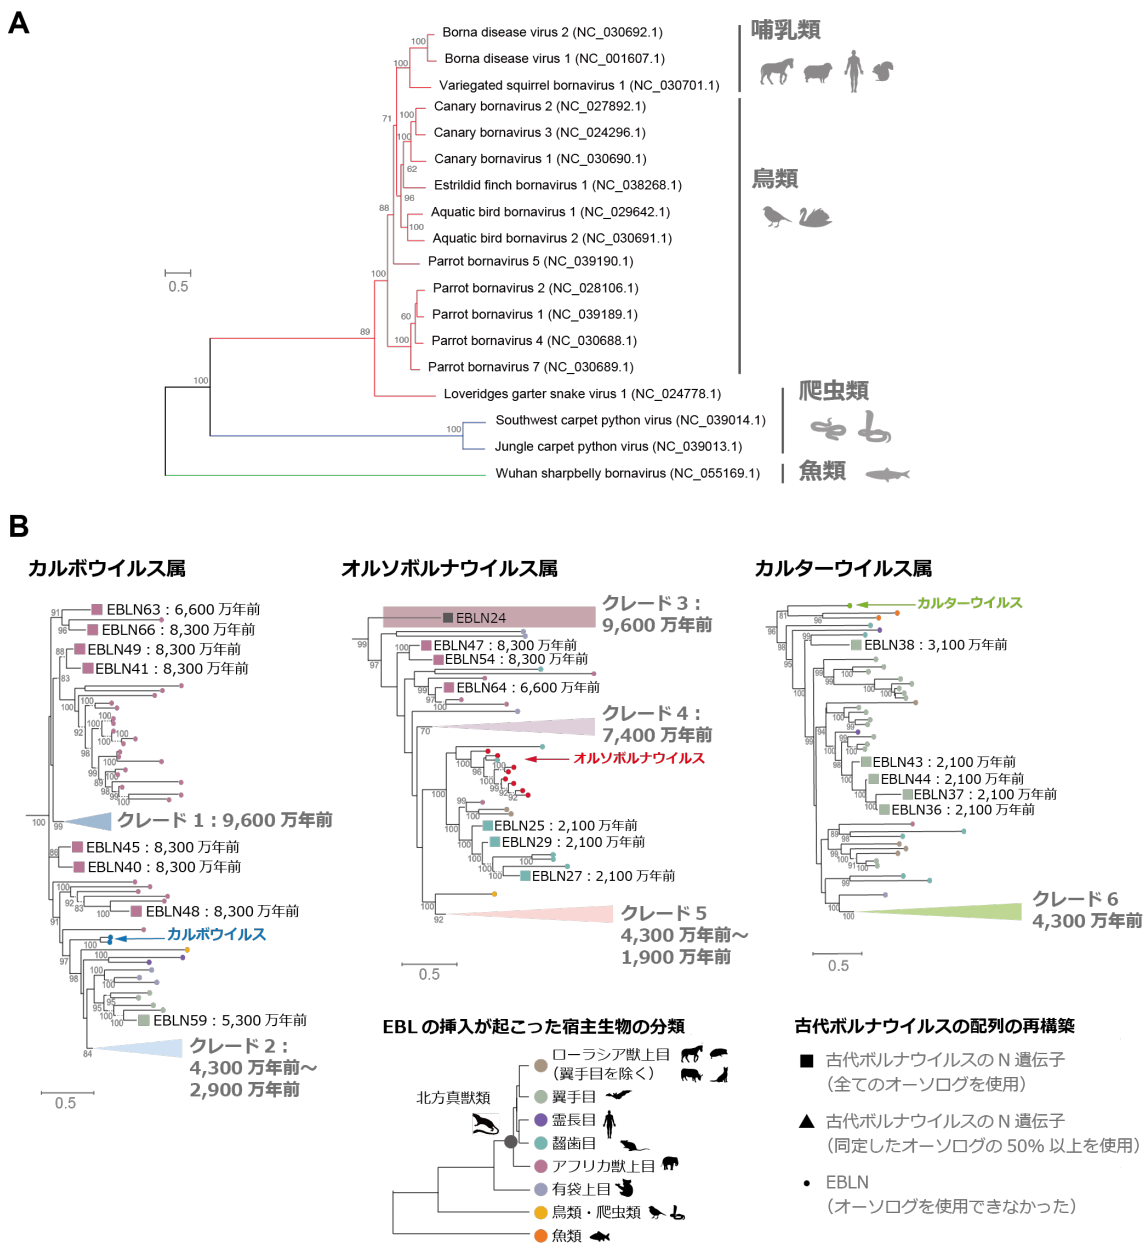 A
Borna disease virus 2 (NC_030692.1)
Borna disease virus 1 (NC_001607.1)
Variegated squirrel bornavirus 1 (NC_030701.1)
Canary bornavirus 2 (NC_027892.1)
Canary bornavirus 3 (NC_024296.1)
Canary bornavirus 1 (NC_030690.1)
Estrildid finch bornavirus 1 (NC_038268.1)
Aquatic bird bornavirus 1 (NC_029642.1)
Aquatic bird bornavirus 2 (NC_030691.1)
Parrot bornavirus 5 (NC_039190.1)
Parrot bornavirus 2 (NC_028106.1)
Parrot bornavirus 1 (NC_039189.1)
Parrot bornavirus 4 (NC_030688.1)
Parrot bornavirus 7 (NC_030689.1)
Loveridges garter snake virus 1 (NC_024778.1)
Southwest carpet python virus (NC_039014.1)
Jungle carpet python virus (NC_039013.1)
Wuhan sharpbelly bornavirus (NC_055169.1)
哺乳類
鳥類
爬虫類
魚類
100
100
71
100
100
62
96
100
88
100
60
100
89
100
100
0.5
B
カルボウイルス属
EBLN63：6,600 万年前
EBLN66：8,300 万年前
EBLN49：8,300 万年前
EBLN41：8,300 万年前
クレード 1：9,600 万年前
EBLN45：8,300 万年前
EBLN40：8,300 万年前
EBLN48：8,300 万年前
カルボウイルス
EBLN59：5,300 万年前
クレード 2：
4,300 万年前～
2,900 万年前
0.5
オルソボルナウイルス属
EBLN24
クレード 3：
9,600 万年前
EBLN47：8,300 万年前
EBLN54：8,300 万年前
EBLN64：6,600 万年前
クレード 4：
7,400 万年前
オルソボルナウイルス
EBLN25：2,100 万年前
EBLN29：2,100 万年前
EBLN27：2,100 万年前
クレード 5
4,300 万年前～
1,900 万年前
0.5
カルターウイルス属
カルターウイルス
EBLN38：3,100 万年前
EBLN43：2,100 万年前
EBLN44：2,100 万年前
EBLN37：2,100 万年前
EBLN36：2,100 万年前
クレード 6
4,300 万年前
0.5
EBL の挿入が起こった宿主生物の分類
北方真獣類
ローラシア獣上目
（翼手目を除く）
翼手目
霊長目
齧歯目
アフリカ獣上目
有袋上目
鳥類・爬虫類
魚類
古代ボルナウイルスの配列の再構築
古代ボルナウイルスの N 遺伝子
（全てのオーソログを使用）
古代ボルナウイルスの N 遺伝子
（同定したオーソログの 50% 以上を使用）
EBLN
（オーソログを使用できなかった）